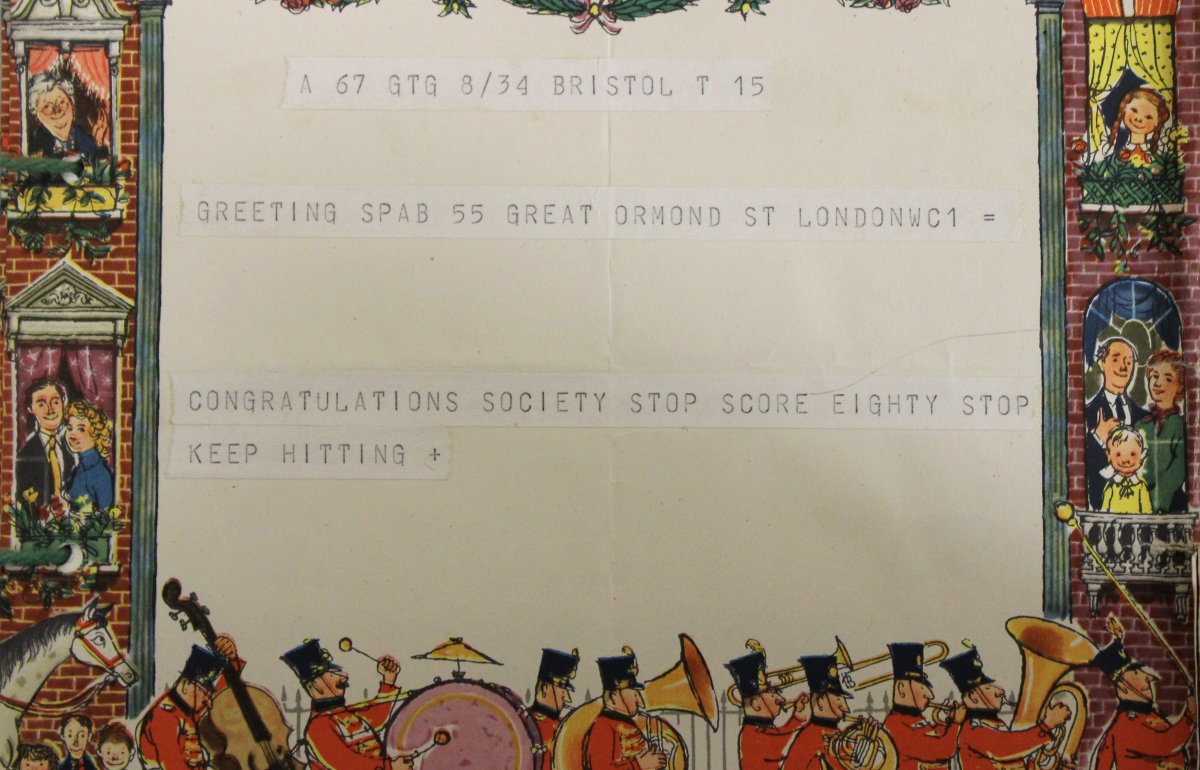 A 67 GTG 8/34 BRISTOL T 15
GREETING SPAB 55 GREAT ORMOND ST LONDONWC1 =
CONGRATULATIONS SOCIETY STOP SCORE EIGHTY STOP
KEEP HITTING +